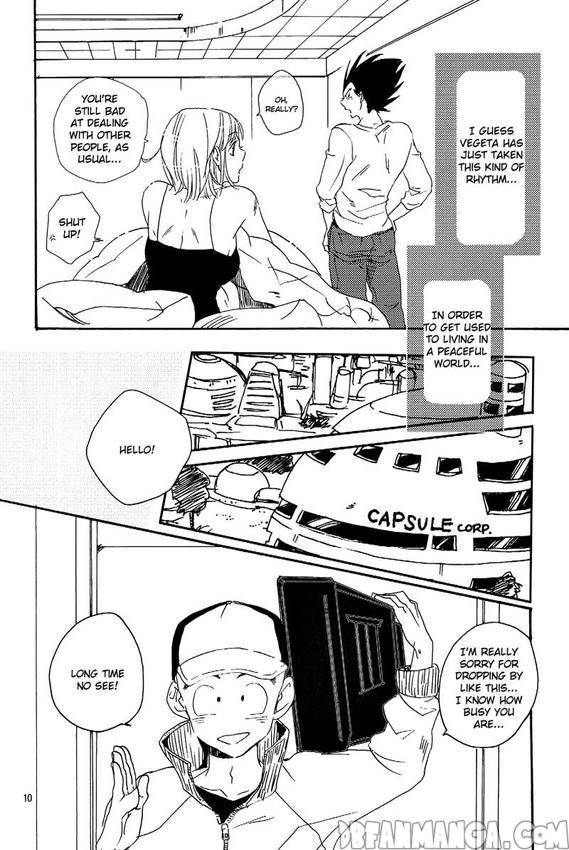 I GUESS
VEGETA HAS
JUST TAKEN
THIS KIND OF
RHYTHM...
OH,
REALLY?
YOU'RE
STILL BAD
AT DEALING
WITH OTHER
PEOPLE, AS
USUAL...
SHUT
UP!
IN ORDER
TO GET USED
TO LIVING
IN A
PEACEFUL
WORLD...
CAPSULE CORP.
HELLO!
I'M REALLY
SORRY FOR
DROPPING BY
LIKE THIS...
I KNOW HOW
BUSY YOU
ARE...
LONG TIME
NO SEE!
10
DBFANMANGA.COM